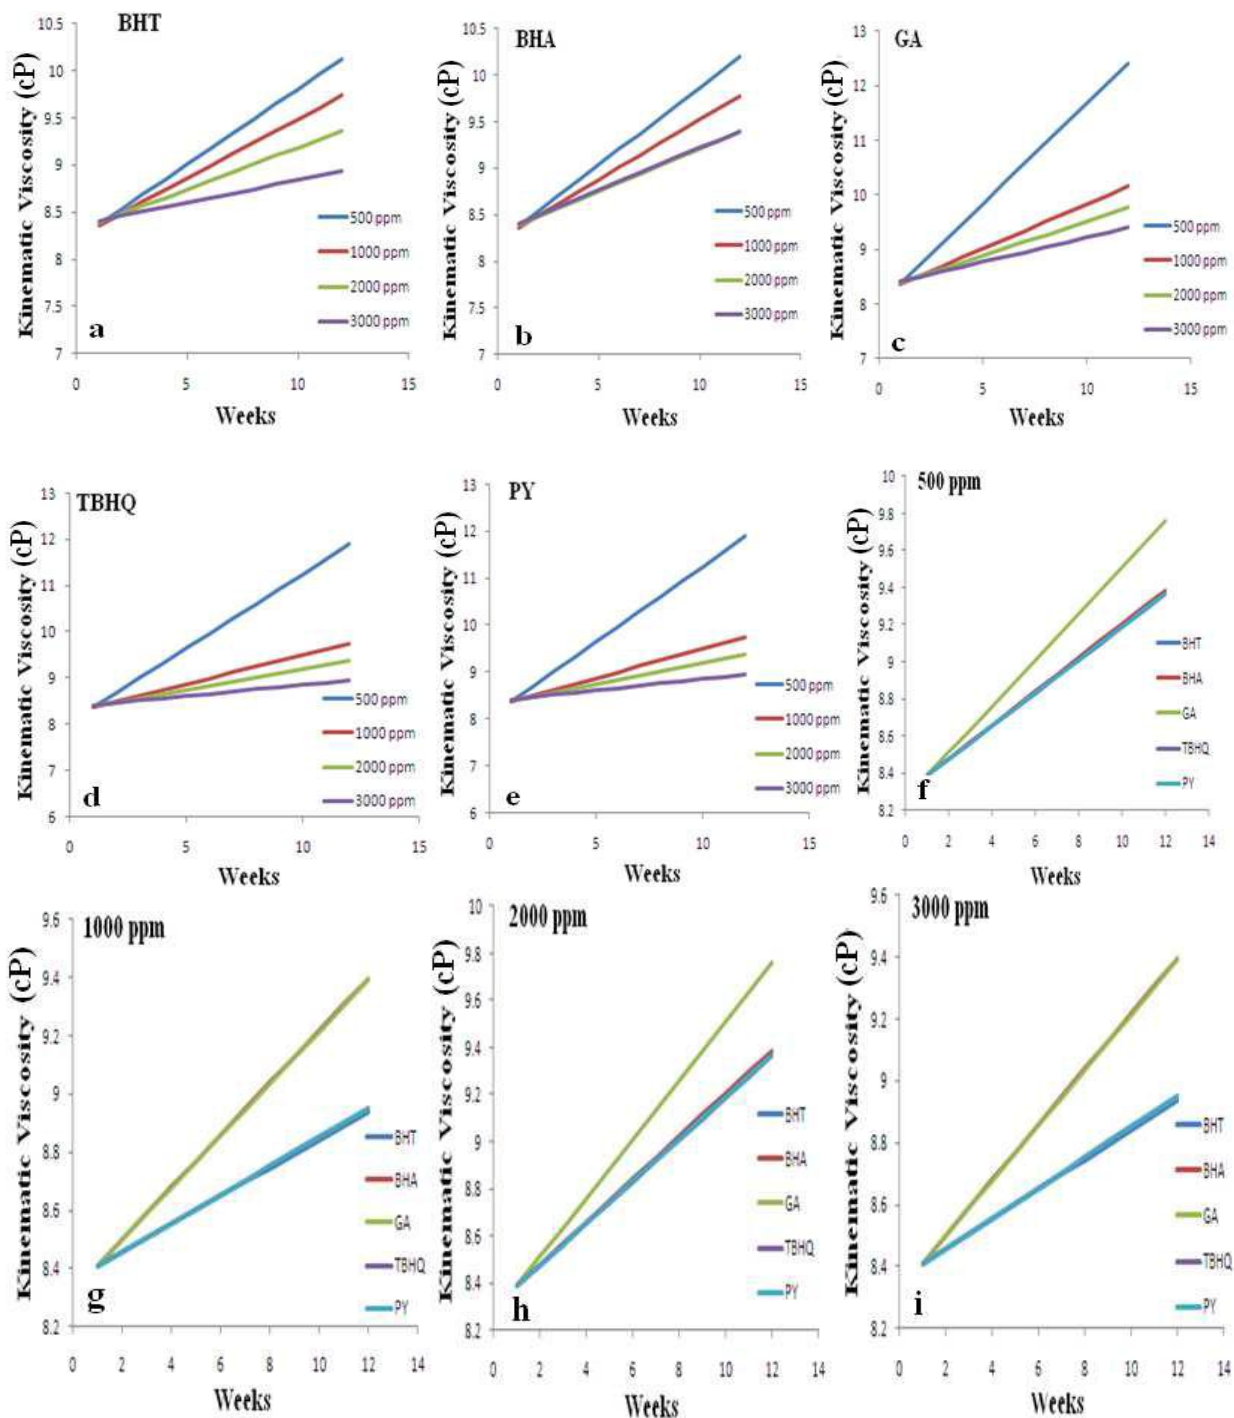 BHT
Kinematic Viscosity (cP)
10.5
10
9.5
9
8.5
8
7.5
7
500 ppm
1000 ppm
2000 ppm
3000 ppm
a
0
5
10
15
Weeks
BHA
Kinematic Viscosity (cP)
10.5
10
9.5
9
8.5
8
7.5
7
500 ppm
1000 ppm
2000 ppm
3000 ppm
b
0
5
10
15
Weeks
GA
Kinematic Viscosity (cP)
13
12
11
10
9
8
7
500 ppm
1000 ppm
2000 ppm
3000 ppm
c
0
5
10
15
Weeks
TBHQ
Kinematic Viscosity (cP)
13
12
11
10
9
8
7
6
500 ppm
1000 ppm
2000 ppm
3000 ppm
d
0
5
10
15
Weeks
PY
Kinematic Viscosity (cP)
13
12
11
10
9
8
7
6
500 ppm
1000 ppm
2000 ppm
3000 ppm
e
0
5
10
15
Weeks
500 ppm
Kinematic Viscosity (cP)
10
9.8
9.6
9.4
9.2
9
8.8
8.6
8.4
8.2
BHT
BHA
GA
TBHQ
PY
f
0
2
4
6
8
10
12
14
Weeks
1000 ppm
Kinematic Viscosity (cP)
9.6
9.4
9.2
9
8.8
8.6
8.4
8.2
BHT
BHA
GA
TBHQ
PY
g
0
2
4
6
8
10
12
14
Weeks
2000 ppm
Kinematic Viscosity (cP)
10
9.8
9.6
9.4
9.2
9
8.8
8.6
8.4
8.2
BHT
BHA
GA
TBHQ
PY
h
0
2
4
6
8
10
12
14
Weeks
3000 ppm
Kinematic Viscosity (cP)
9.6
9.4
9.2
9
8.8
8.6
8.4
8.2
BHT
BHA
GA
TBHQ
PY
i
0
2
4
6
8
10
12
14
Weeks